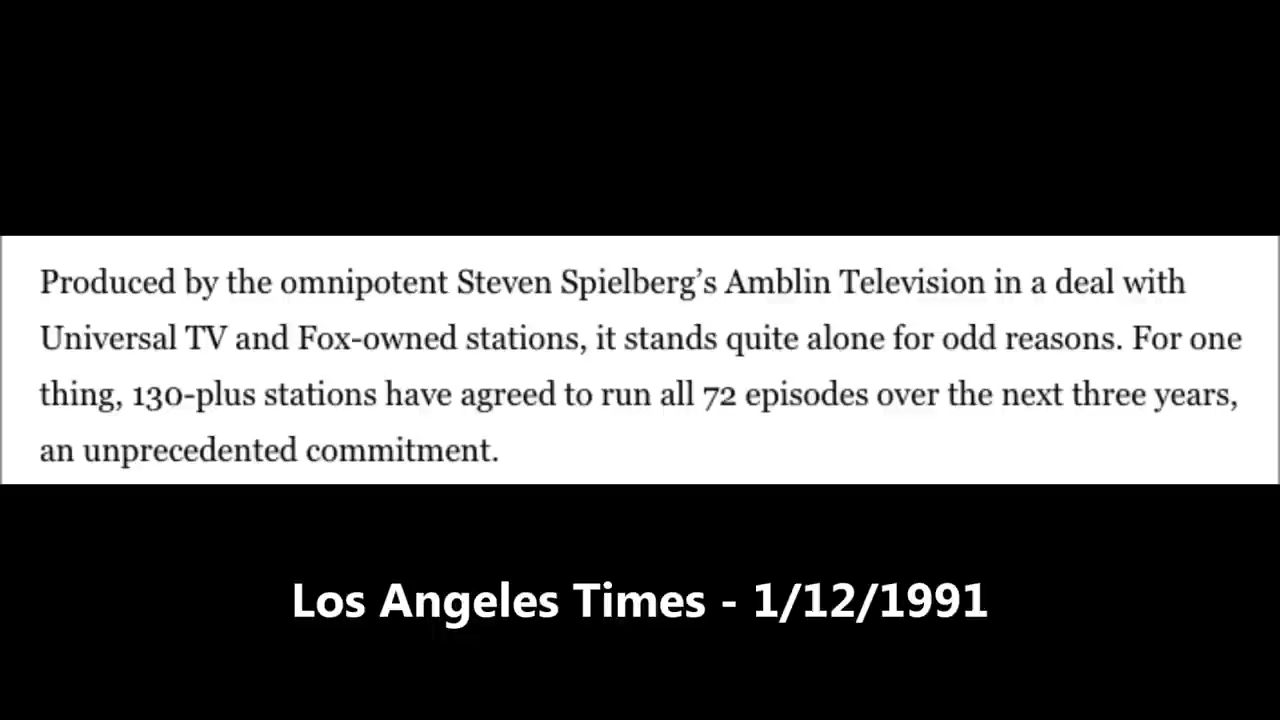 Produced by the omnipotent Steven Spielberg’s Amblin Television in a deal with
Universal TV and Fox-owned stations, it stands quite alone for odd reasons. For one
thing, 130-plus stations have agreed to run all 72 episodes over the next three years,
an unprecedented commitment.
Los Angeles Times - 1/12/1991